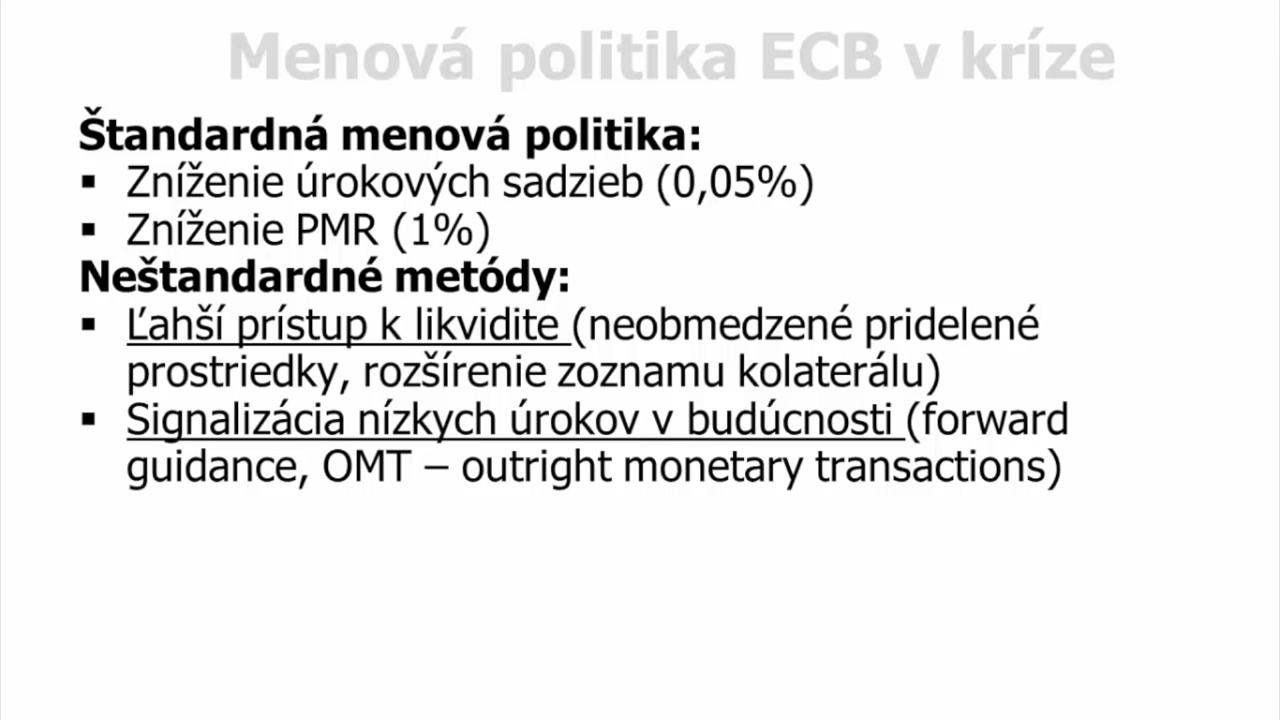 Menová politika ECB v kríze
Štandardná menová politika:
▪ Zníženie úrokových sadzieb (0,05%)
▪ Zníženie PMR (1%)
Neštandardné metódy:
▪ Ľahší prístup k likvidite (neobmedzené pridelené
prostriedky, rozšírenie zoznamu kolaterálu)
▪ Signalizácia nízkych úrokov v budúcnosti (forward
guidance, OMT – outright monetary transactions)